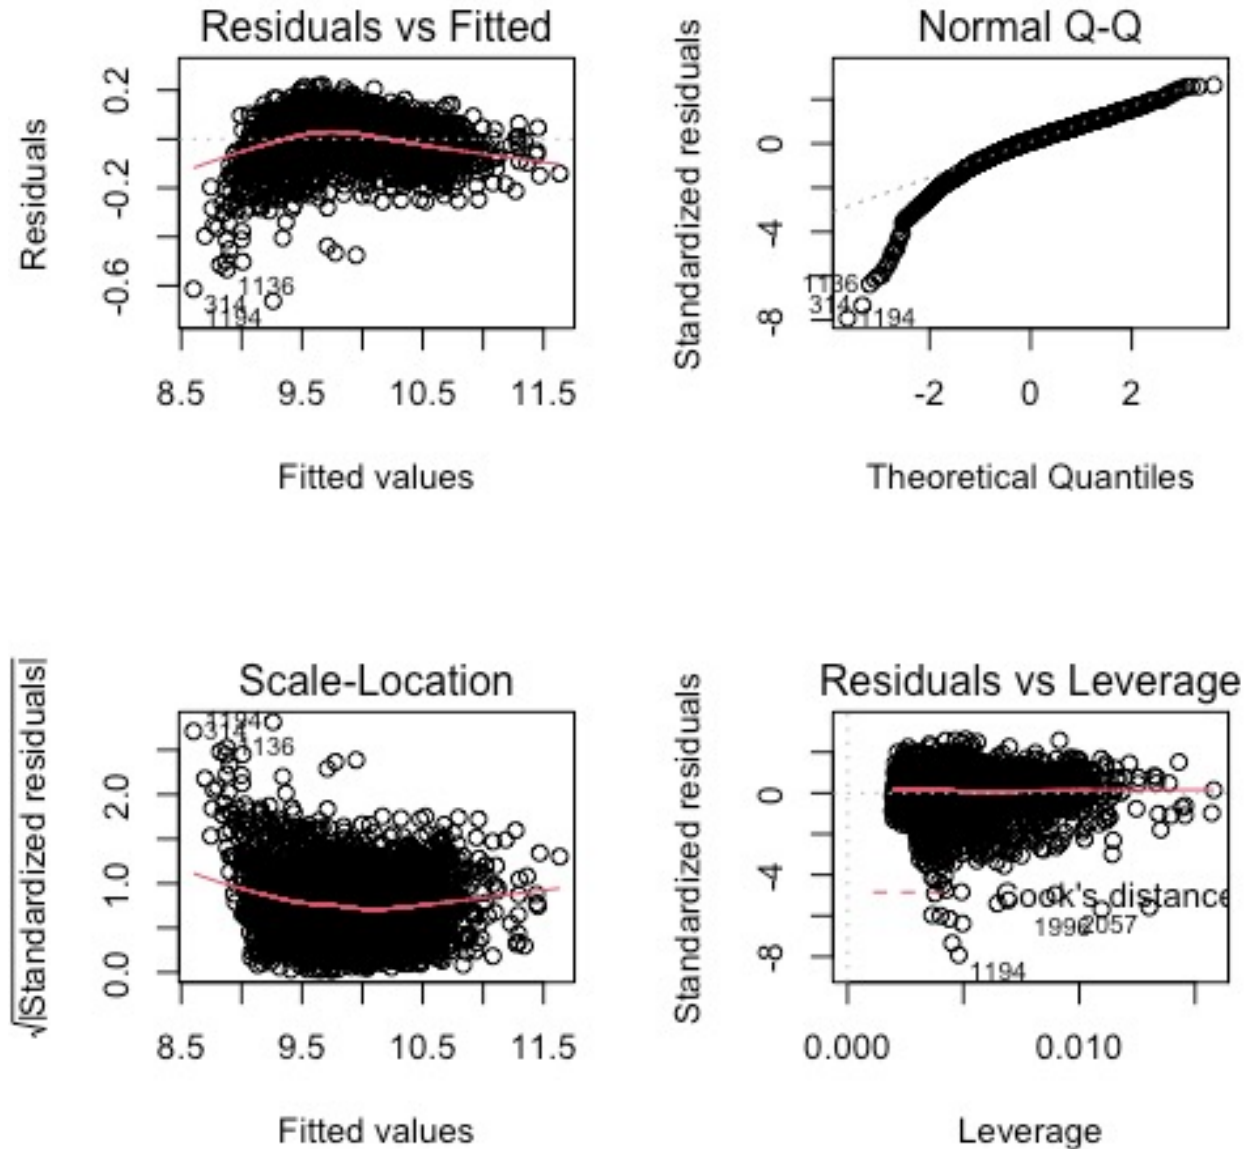 Residuals vs Fitted
Residuals
0.2
-0.2
-0.6
1136
314
1194
8.5 9.5 10.5 11.5
Fitted values
Normal Q-Q
Standardized residuals
0
-4
-8
1136
314
1194
-2 0 2
Theoretical Quantiles
Scale-Location
√|Standardized residuals|
2.0
1.0
0.0
1194
314
1136
8.5 9.5 10.5 11.5
Fitted values
Residuals vs Leverage
Standardized residuals
0
-4
-8
Cook's distance
1996 2057
1194
0.000 0.010
Leverage